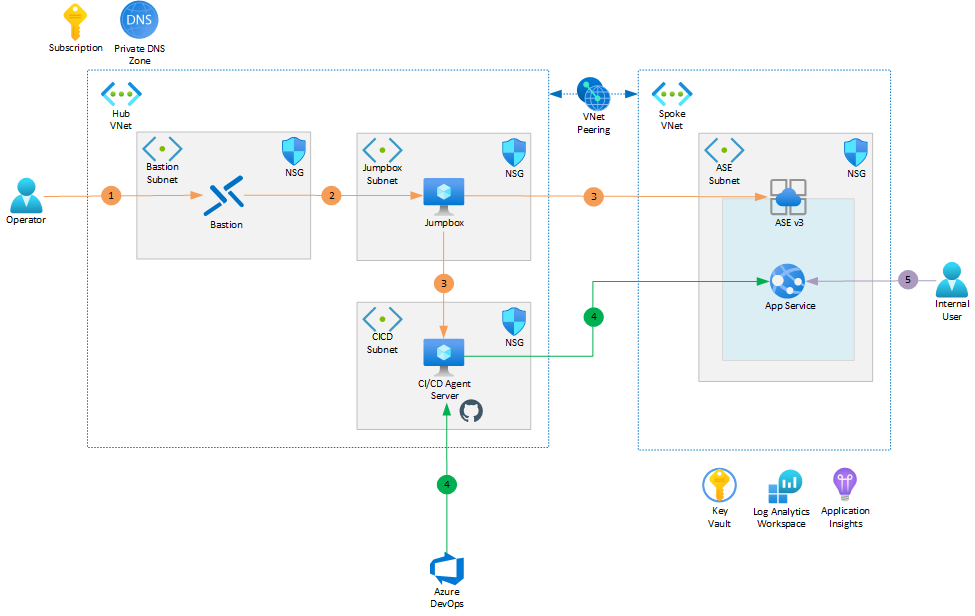 DNS
Subscription
Private DNS
Zone
Hub
VNet
VNet
Peering
Spoke
VNet
Bastion
Subnet
NSG
Jumpbox
Subnet
NSG
ASE
Subnet
NSG
Operator
1
Bastion
2
Jumpbox
3
ASE v3
3
App Service
5
Internal
User
CICD
Subnet
NSG
4
CI/CD Agent
Server
4
Azure
DevOps
Key
Vault
Log Analytics
Workspace
Application
Insights